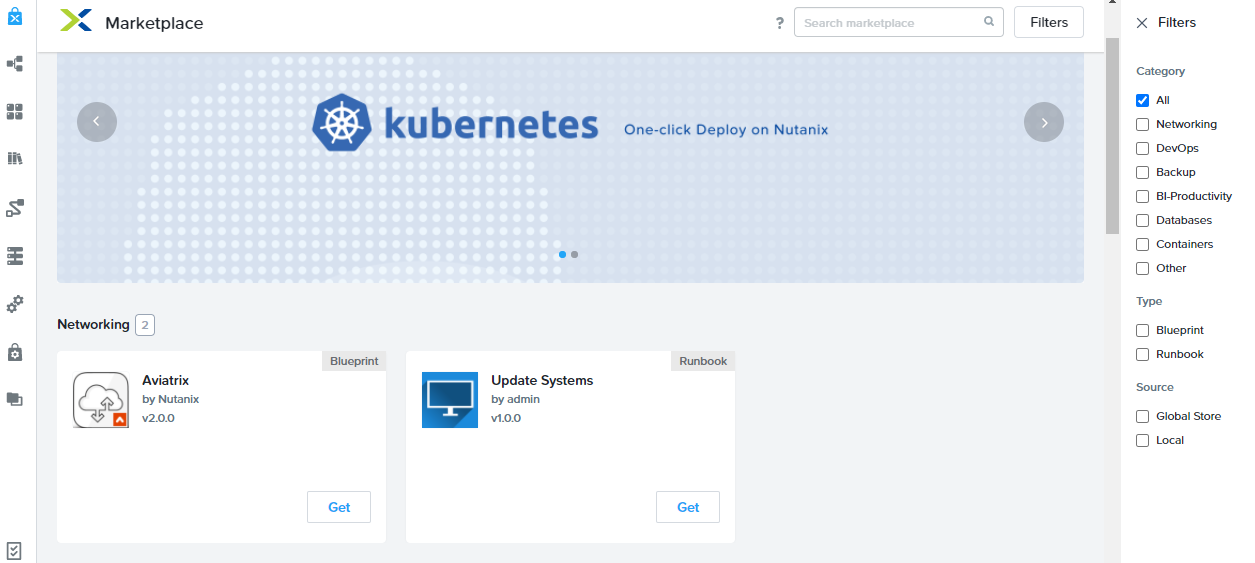 Marketplace
?
Search marketplace
Filters
kubernetes
One-click Deploy on Nutanix
Networking 2
Blueprint
Aviatrix
by Nutanix
v2.0.0
Get
Runbook
Update Systems
by admin
v1.0.0
Get
Filters
Category
All
Networking
DevOps
Backup
BI-Productivity
Databases
Containers
Other
Type
Blueprint
Runbook
Source
Global Store
Local